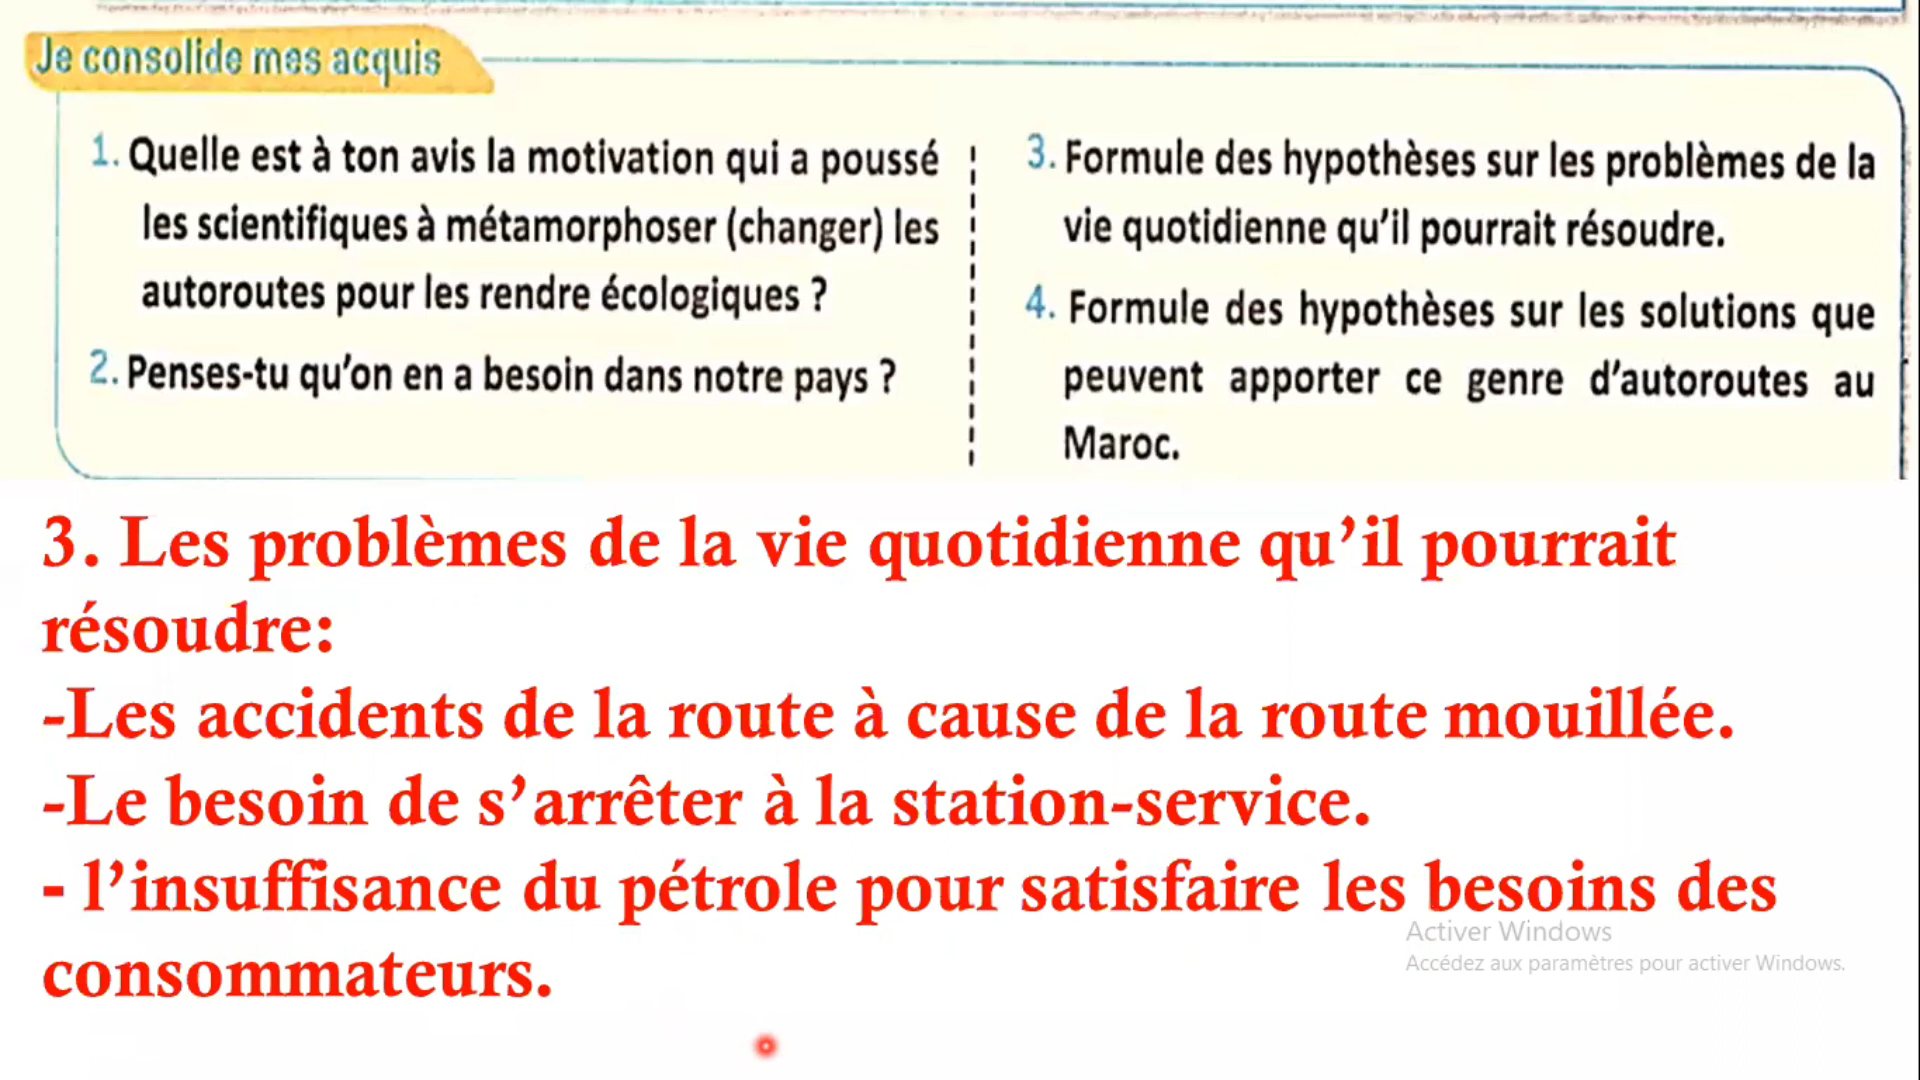 Je consolide mes acquis
1. Quelle est à ton avis la motivation qui a poussé
les scientifiques à métamorphoser (changer) les
autoroutes pour les rendre écologiques ?
2. Penses-tu qu'on en a besoin dans notre pays ?
3. Formule des hypothèses sur les problèmes de la
vie quotidienne qu'il pourrait résoudre.
4. Formule des hypothèses sur les solutions que
peuvent apporter ce genre d'autoroutes au
Maroc.
3. Les problèmes de la vie quotidienne qu'il pourrait
résoudre:
-Les accidents de la route à cause de la route mouillée.
-Le besoin de s'arrêter à la station-service.
- l'insuffisance du pétrole pour satisfaire les besoins des
consommateurs.
Activer Windows
Accédez aux paramètres pour activer Windows.